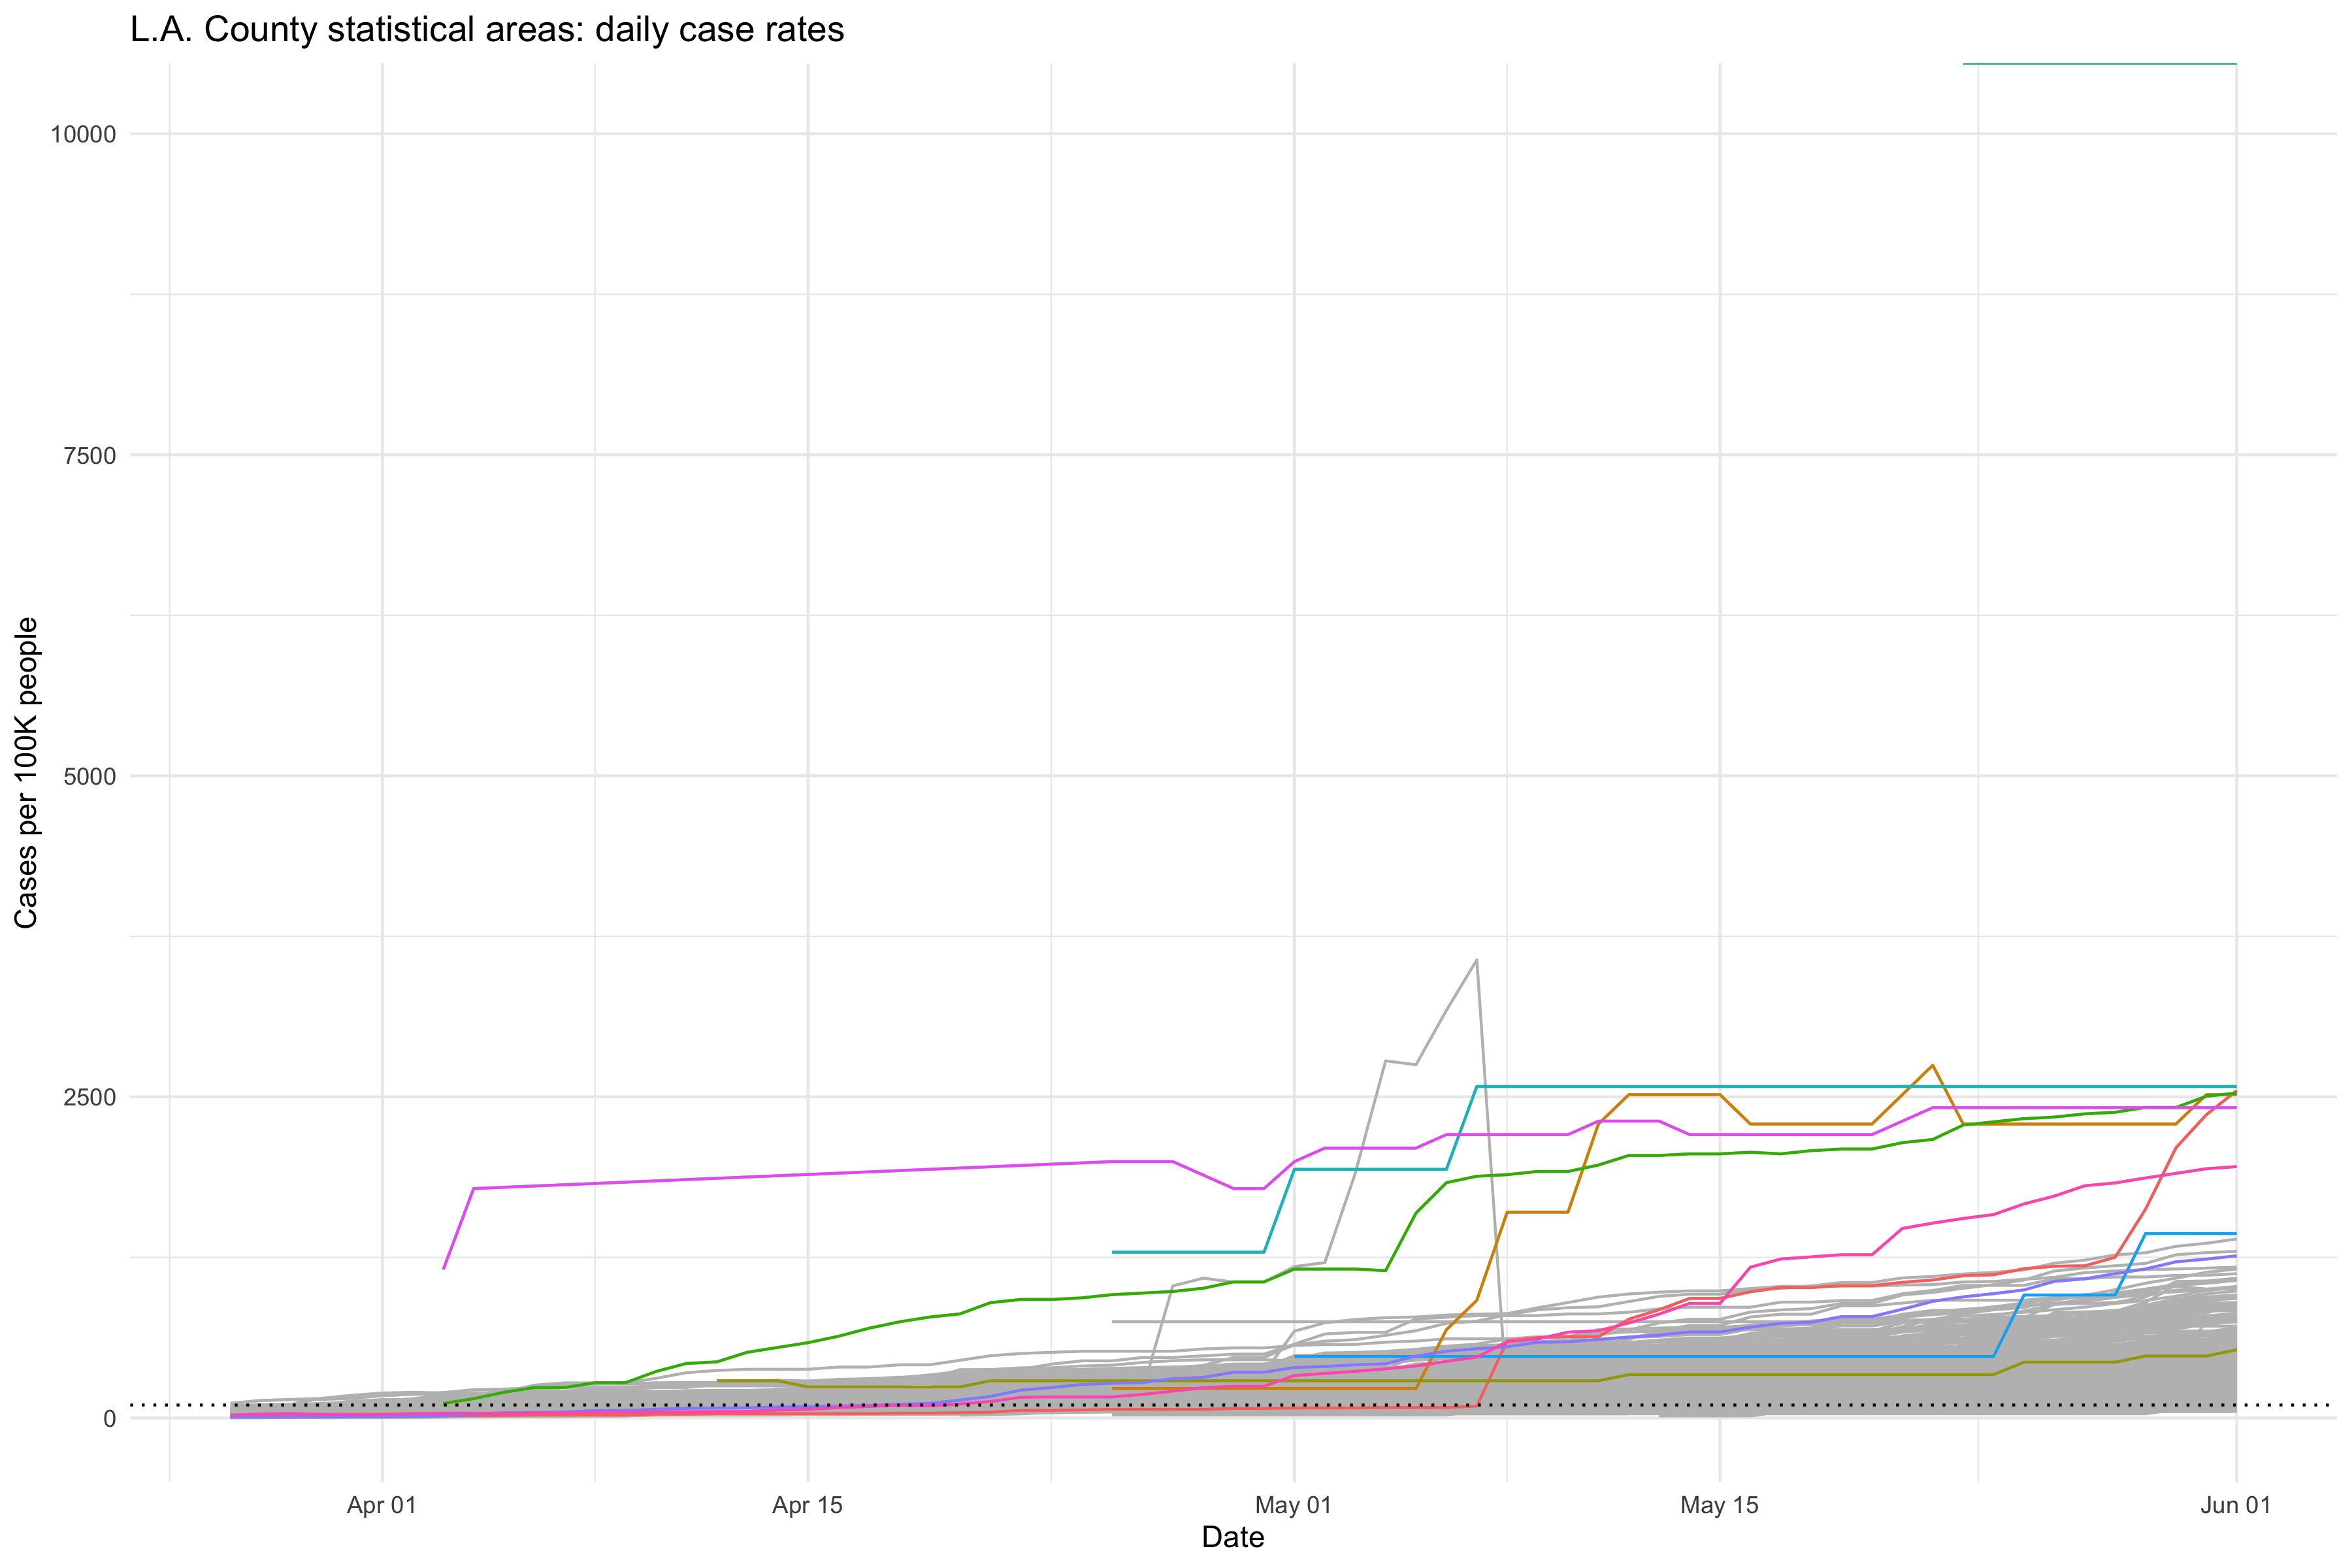 L.A. County statistical areas: daily case rates
Cases per 100K people
10000
7500
5000
2500
0
Apr 01
Apr 15
May 01
May 15
Jun 01
Date